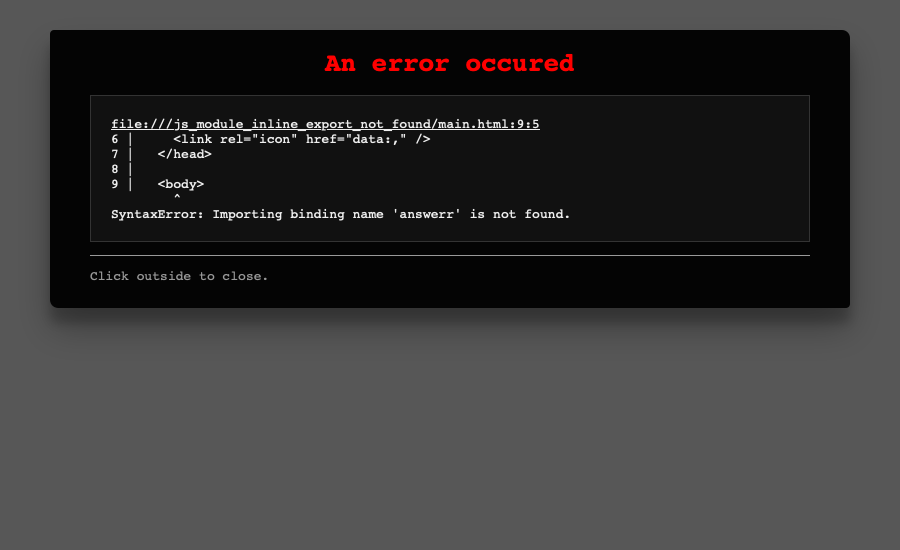 An error occured
file:///js_module_inline_export_not_found/main.html:9:5
6 |     <link rel="icon" href="data:," />
7 |   </head>
8 |
9 |   <body>
        ^
SyntaxError: Importing binding name 'answerr' is not found.
Click outside to close.